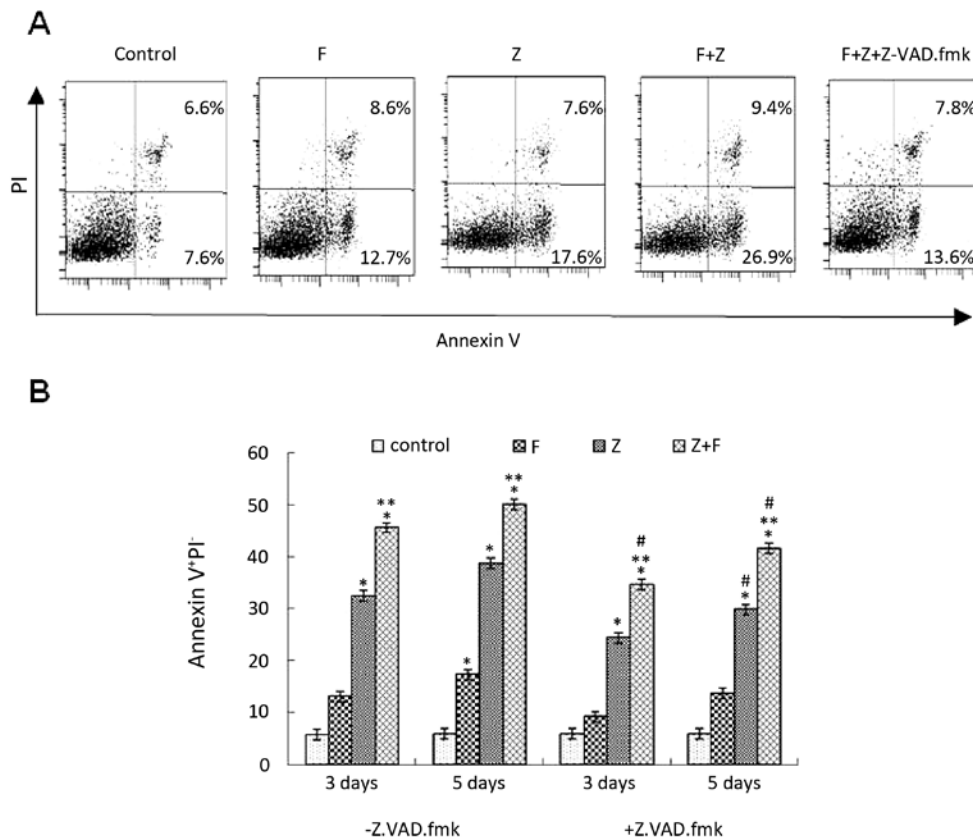 A
Control F Z F+Z F+Z+Z-VAD.fmk
6.6% 8.6% 7.6% 9.4% 7.8%
PI
7.6% 12.7% 17.6% 26.9% 13.6%
Annexin V
B
control F Z Z+F
Annexin V⁺PI⁻
60
50
40
30
20
10
0
** * * ** * * # ** * * # * # ** *
3 days 5 days 3 days 5 days
-Z.VAD.fmk +Z.VAD.fmk